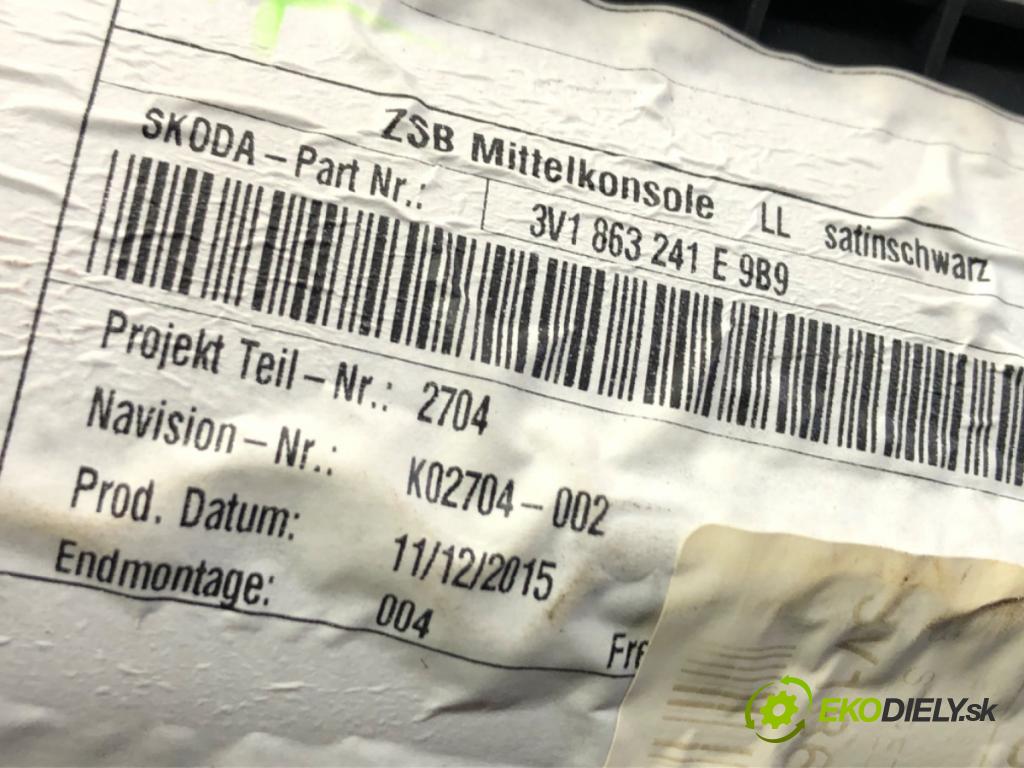 ZSB Mittelkonsole LL satinschwarz
SKODA - Part Nr.: 3V1 863 241 E 9B9
Projekt Teil - Nr.: 2704
Navision - Nr.: K02704 - 002
Prod. Datum: 11/12/2015
Endmontage: 004
EKODIELY.sk